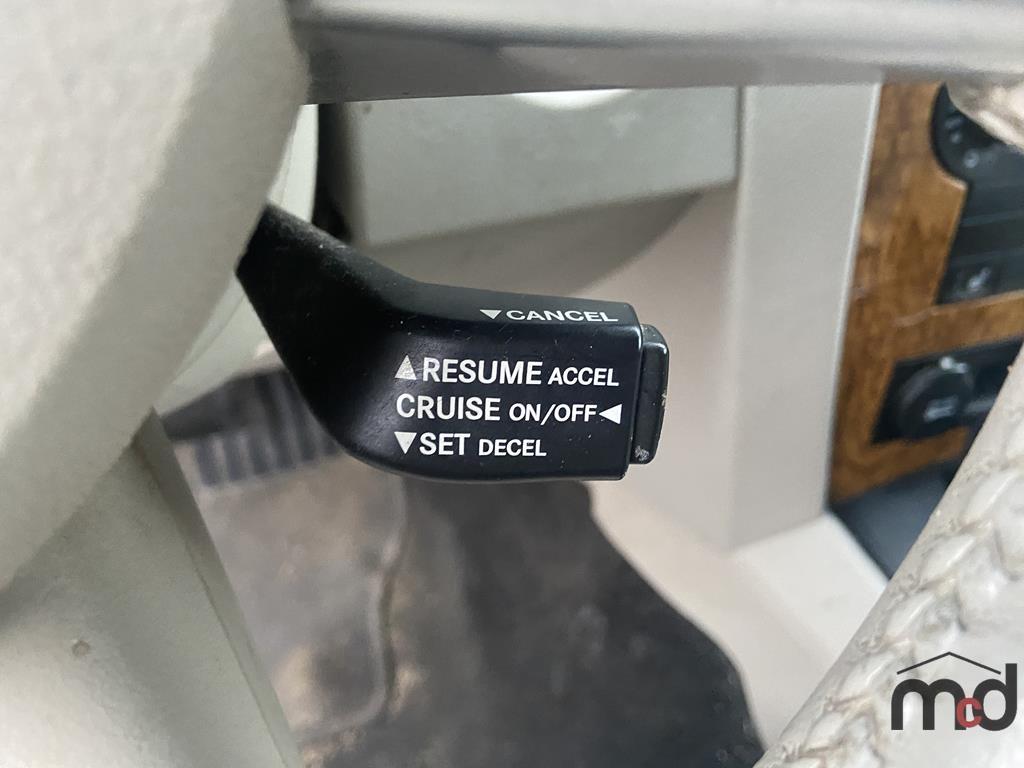 ▼CANCEL
▲RESUME ACCEL
CRUISE ON/OFF◀
▼SET DECEL
mcd